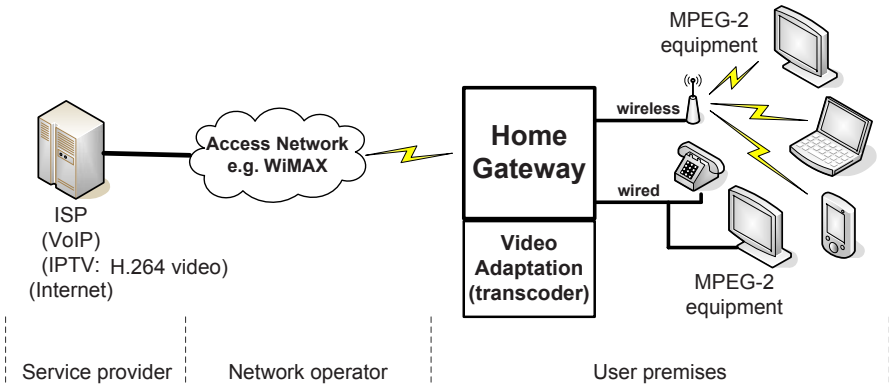 MPEG-2
equipment
wireless
Home
Gateway
Access Network
e.g. WiMAX
wired
ISP
(VoIP)
(IPTV: H.264 video)
(Internet)
Video
Adaptation
(transcoder)
MPEG-2
equipment
Service provider
Network operator
User premises